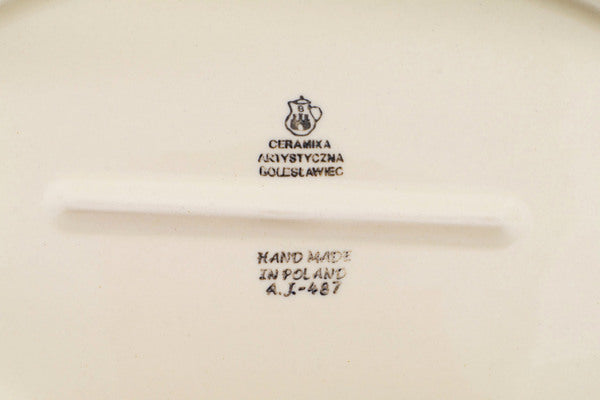 B
CERAMIKA
ARTYSTYCZNA
BOLESŁAWIEC
HAND MADE
IN POLAND
A.J.-487